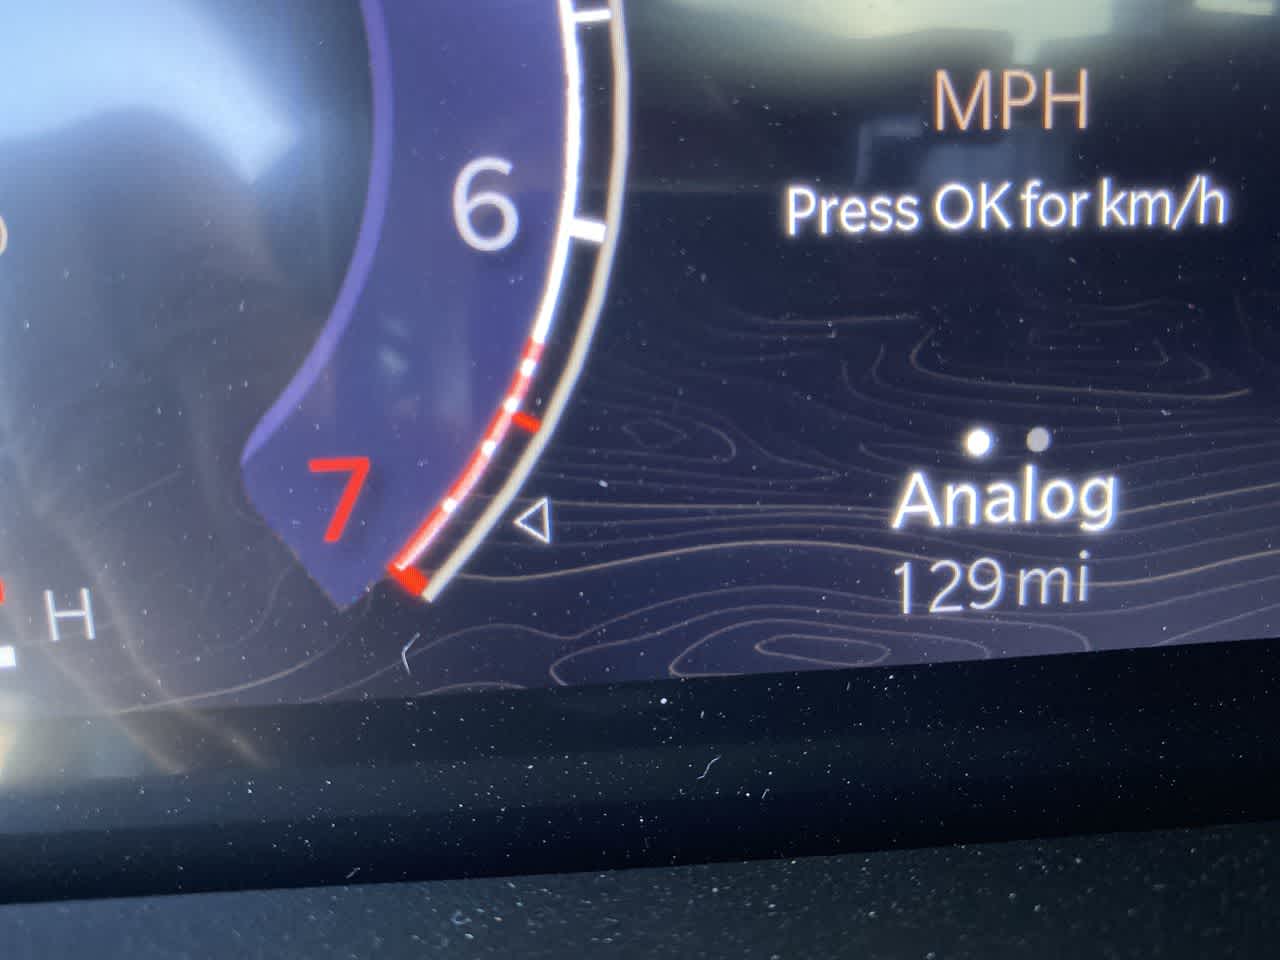 MPH
6
Press OK for km/h
7
Analog
129 mi
H